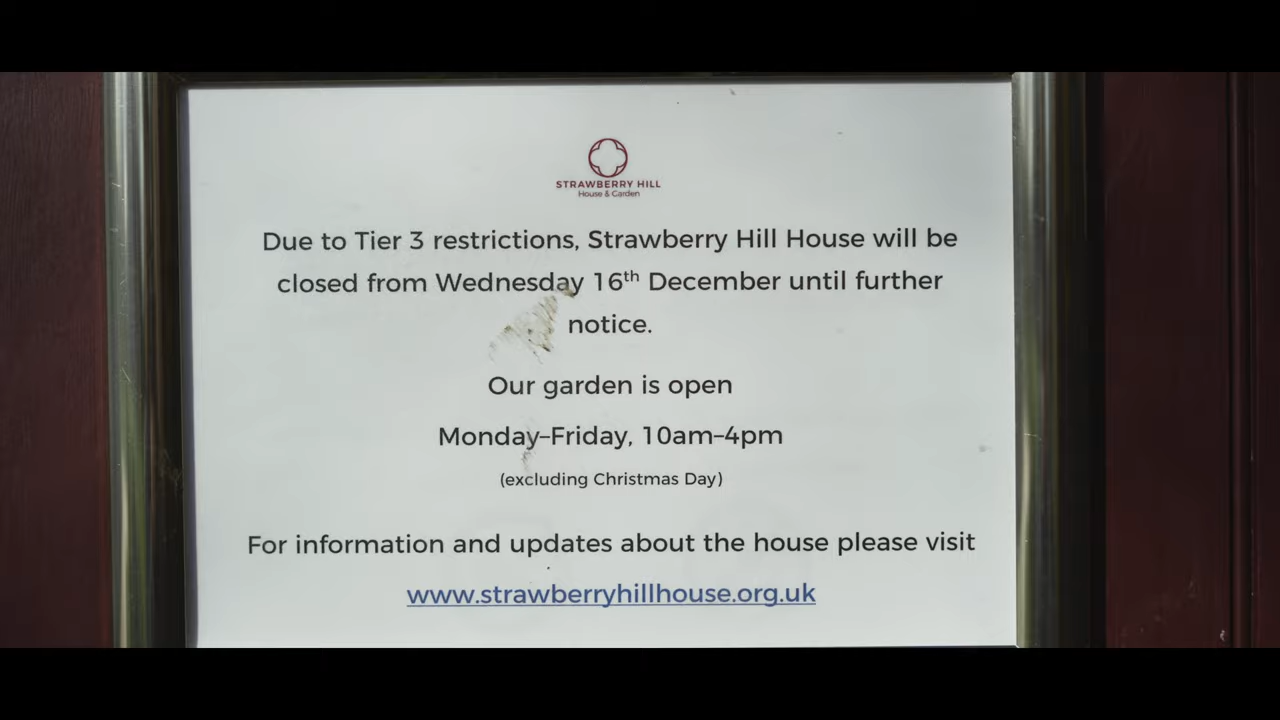 STRAWBERRY HILL
House & Garden
Due to Tier 3 restrictions, Strawberry Hill House will be
closed from Wednesday 16th December until further
notice.
Our garden is open
Monday–Friday, 10am–4pm
(excluding Christmas Day)
For information and updates about the house please visit
www.strawberryhillhouse.org.uk